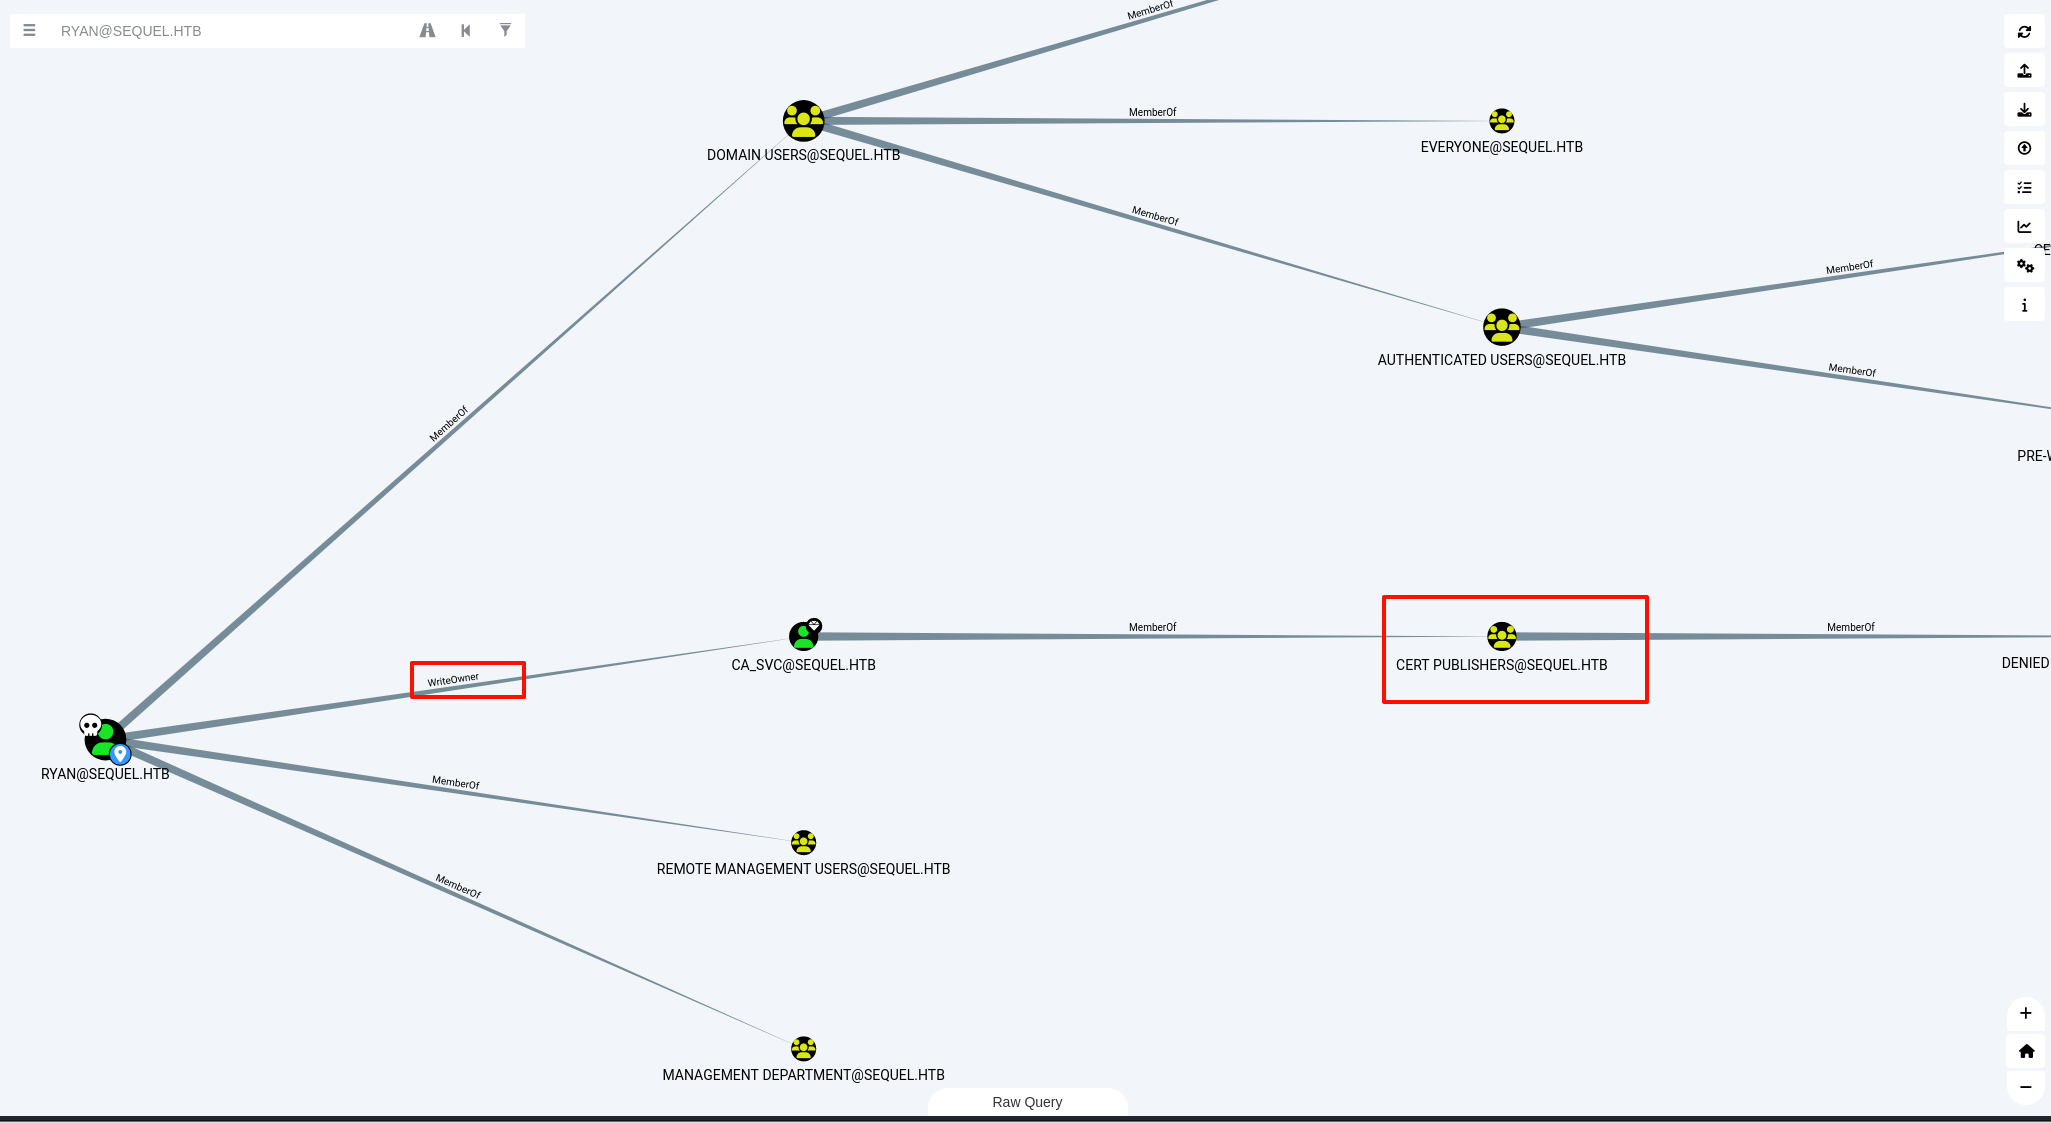 RYAN@SEQUEL.HTB
MemberOf
MemberOf
EVERYONE@SEQUEL.HTB
DOMAIN USERS@SEQUEL.HTB
MemberOf
MemberOf
MemberOf
AUTHENTICATED USERS@SEQUEL.HTB
MemberOf
MemberOf
PRE-
MemberOf
MemberOf
CA_SVC@SEQUEL.HTB
CERT PUBLISHERS@SEQUEL.HTB
DENIED
WriteOwner
RYAN@SEQUEL.HTB
MemberOf
REMOTE MANAGEMENT USERS@SEQUEL.HTB
MemberOf
MANAGEMENT DEPARTMENT@SEQUEL.HTB
Raw Query